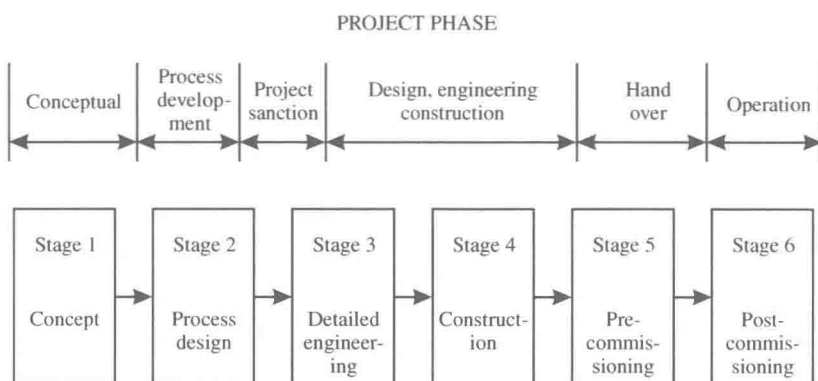 PROJECT PHASE
Conceptual
Process
develop-
ment
Project
sanction
Design, engineering
construction
Hand
over
Operation
Stage 1
Concept
Stage 2
Process
design
Stage 3
Detailed
engineer-
ing
Stage 4
Construct-
ion
Stage 5
Pre-
commis-
sioning
Stage 6
Post-
commis-
sioning